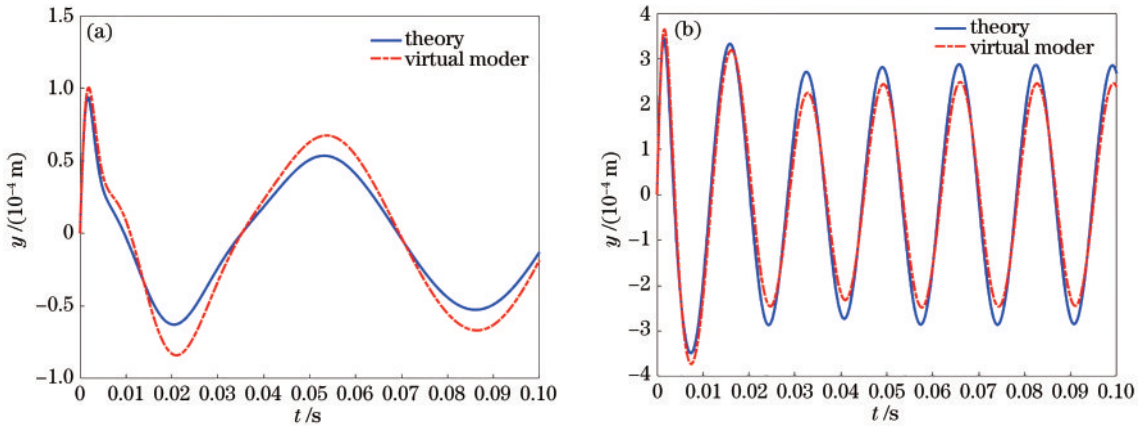 (a)
theory
virtual moder
1.5
1.0
0.5
0
−0.5
−1.0
y /(10⁻⁴ m)
0 0.01 0.02 0.03 0.04 0.05 0.06 0.07 0.08 0.09 0.10
t /s
(b)
theory
virtual moder
4
3
2
1
0
−1
−2
−3
−4
y /(10⁻⁴ m)
0 0.01 0.02 0.03 0.04 0.05 0.06 0.07 0.08 0.09 0.10
t /s